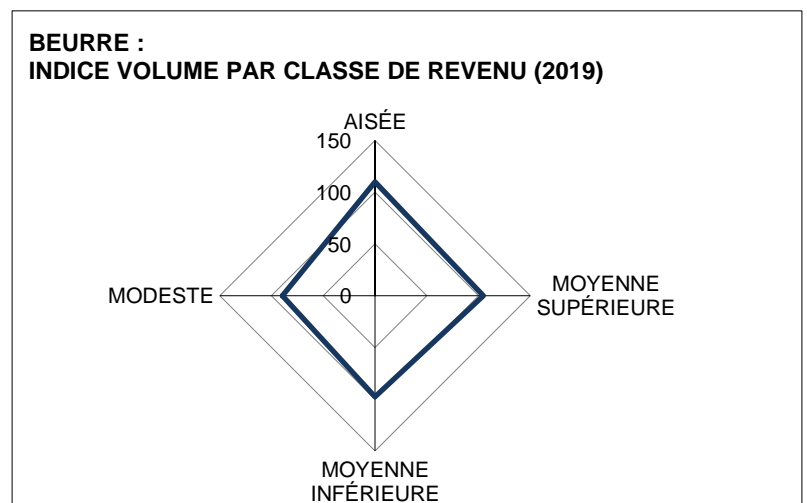 BEURRE :
INDICE VOLUME PAR CLASSE DE REVENU (2019)
AISÉE
150
100
50
0
MODESTE
MOYENNE
SUPÉRIEURE
MOYENNE
INFÉRIEURE